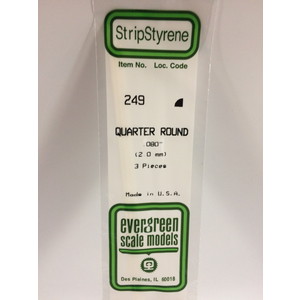 StripStyrene
Item No. Loc. Code
249
QUARTER ROUND
.080"
(2.0 mm)
3 Pieces
Made in U.S.A.
evergreen
scale models
Des Plaines, IL 60018